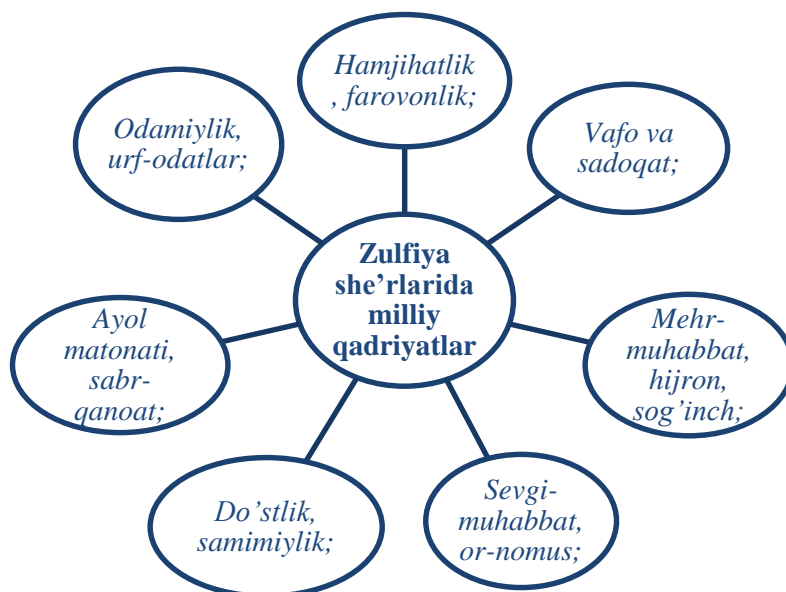 Hamjihatlik
, farovonlik;
Odamiylik,
urf-odatlar;
Vafo va
sadoqat;
Zulfiya
she’rlarida
milliy
qadriyatlar
Ayol
matonati,
sabr-
qanoat;
Mehr-
muhabbat,
hijron,
sog’inch;
Do’stlik,
samimiylik;
Sevgi-
muhabbat,
or-nomus;